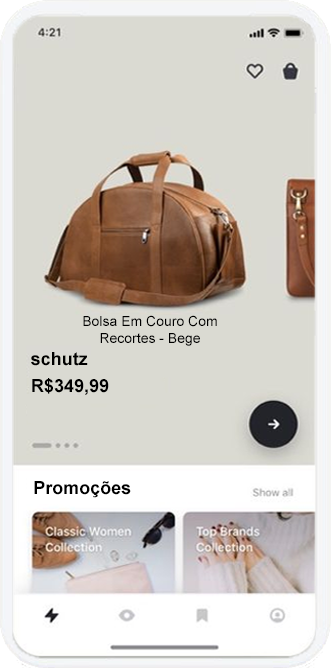 4:21
Bolsa Em Couro Com
Recortes - Bege
schutz
R$349,99
Promoções
Show all
Classic Women
Collection
Top Brands
Collection